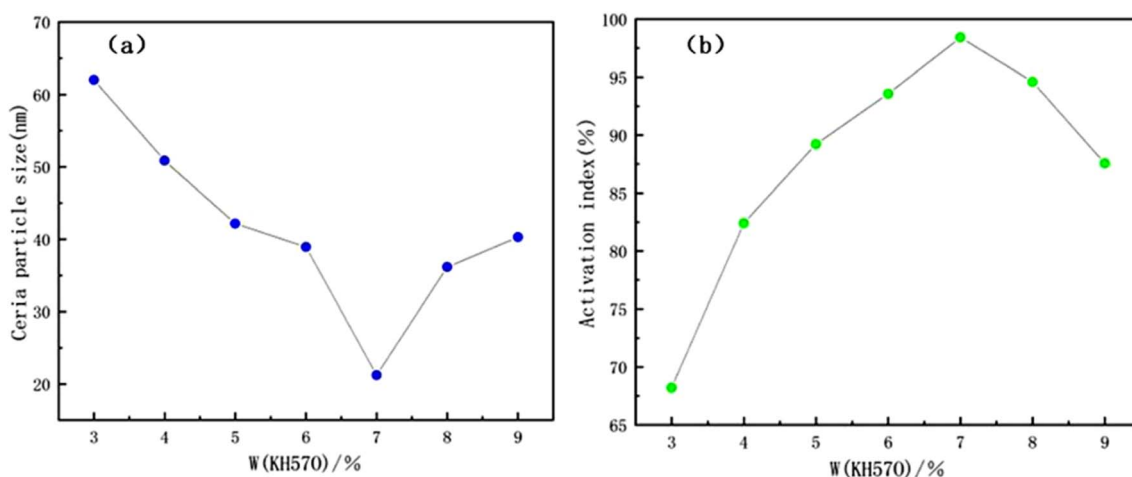 (a)
Ceria particle size(nm)
70
60
50
40
30
20
3 4 5 6 7 8 9
W(KH570)/%
(b)
Activation index(%)
100
95
90
85
80
75
70
65
3 4 5 6 7 8 9
W(KH570)/%